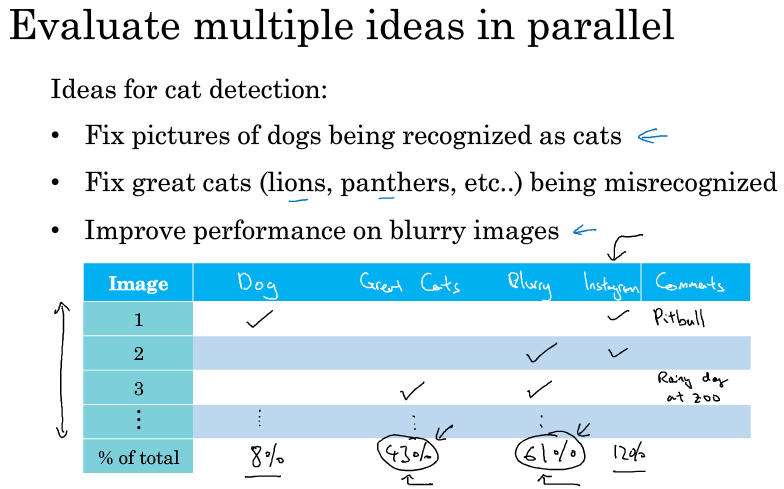 Evaluate multiple ideas in parallel
Ideas for cat detection:
• Fix pictures of dogs being recognized as cats
• Fix great cats (lions, panthers, etc..) being misrecognized
• Improve performance on blurry images
Image Dog Great Cats Blurry Instagram Comments
1 ✓ ✓ Pitbull
2 ✓ ✓
3 ✓ ✓ Rainy day
at zoo
⋮ ⋮ ⋮ ⋮
% of total 8% 43% 61% 12%